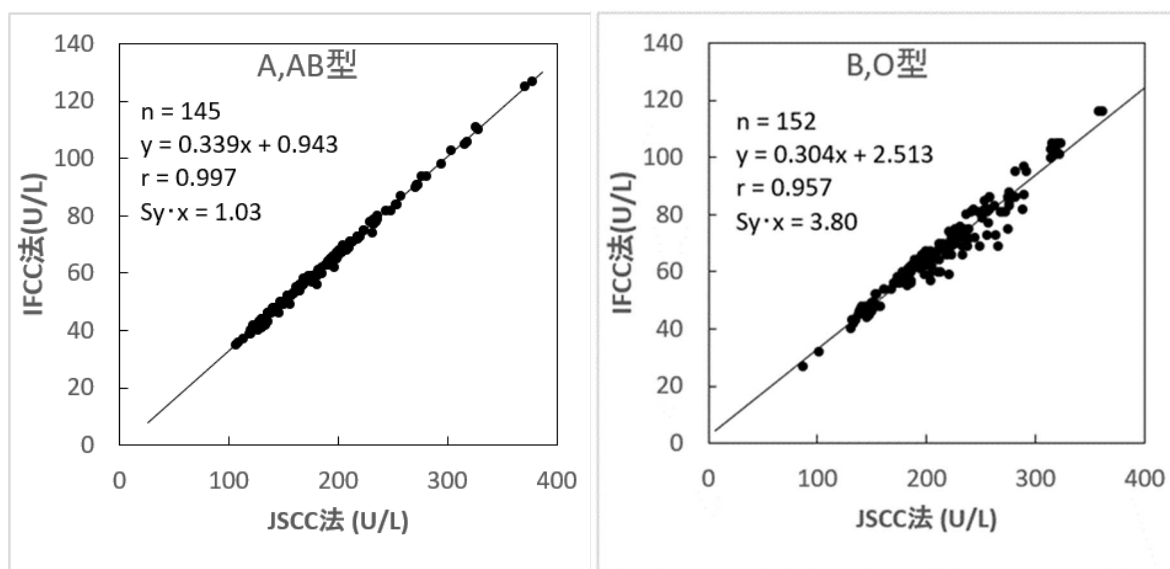 A,AB型
n = 145
y = 0.339x + 0.943
r = 0.997
Sy･x = 1.03
IFCC法(U/L)
140
120
100
80
60
40
20
0
0 100 200 300 400
JSCC法 (U/L)
B,O型
n = 152
y = 0.304x + 2.513
r = 0.957
Sy･x = 3.80
IFCC法(U/L)
140
120
100
80
60
40
20
0
0 100 200 300 400
JSCC法 (U/L)